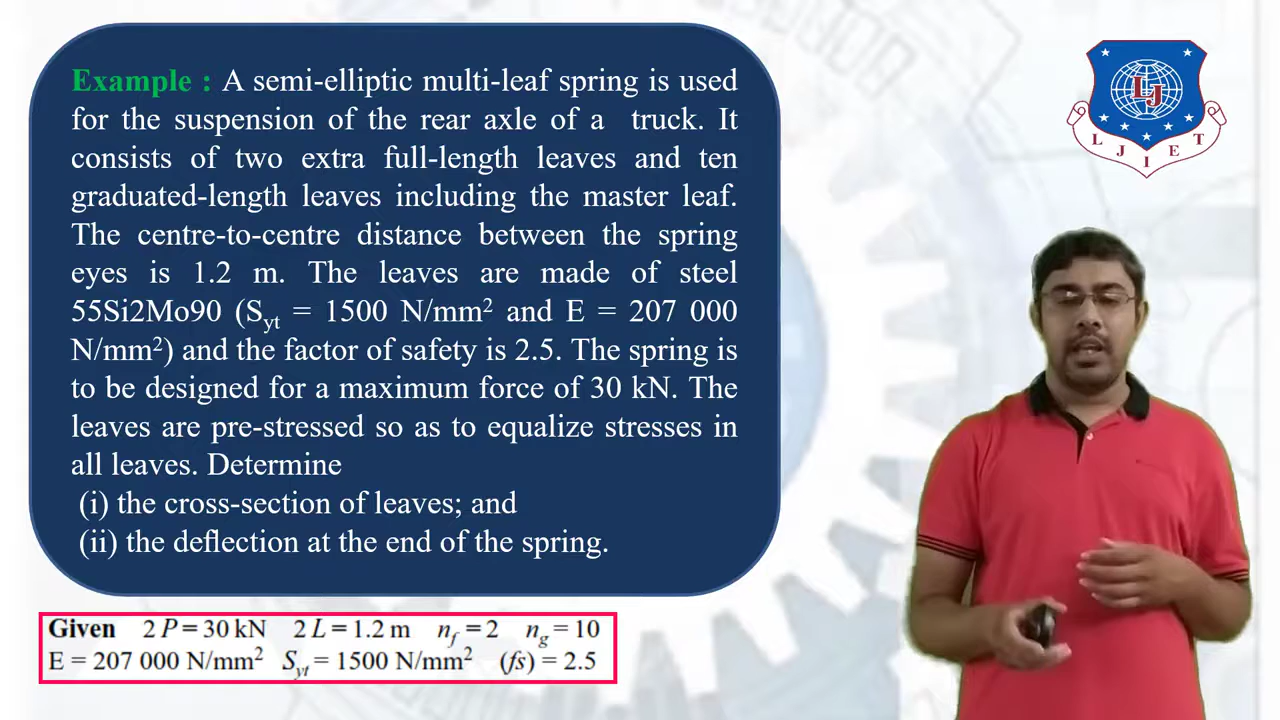 Example : A semi-elliptic multi-leaf spring is used
for the suspension of the rear axle of a truck. It
consists of two extra full-length leaves and ten
graduated-length leaves including the master leaf.
The centre-to-centre distance between the spring
eyes is 1.2 m. The leaves are made of steel
55Si2Mo90 (Syt = 1500 N/mm² and E = 207 000
N/mm²) and the factor of safety is 2.5. The spring is
to be designed for a maximum force of 30 kN. The
leaves are pre-stressed so as to equalize stresses in
all leaves. Determine
(i) the cross-section of leaves; and
(ii) the deflection at the end of the spring.
Given 2 P = 30 kN 2 L = 1.2 m nf = 2 ng = 10
E = 207 000 N/mm² Syt = 1500 N/mm² (fs) = 2.5
LJ
L J I E T